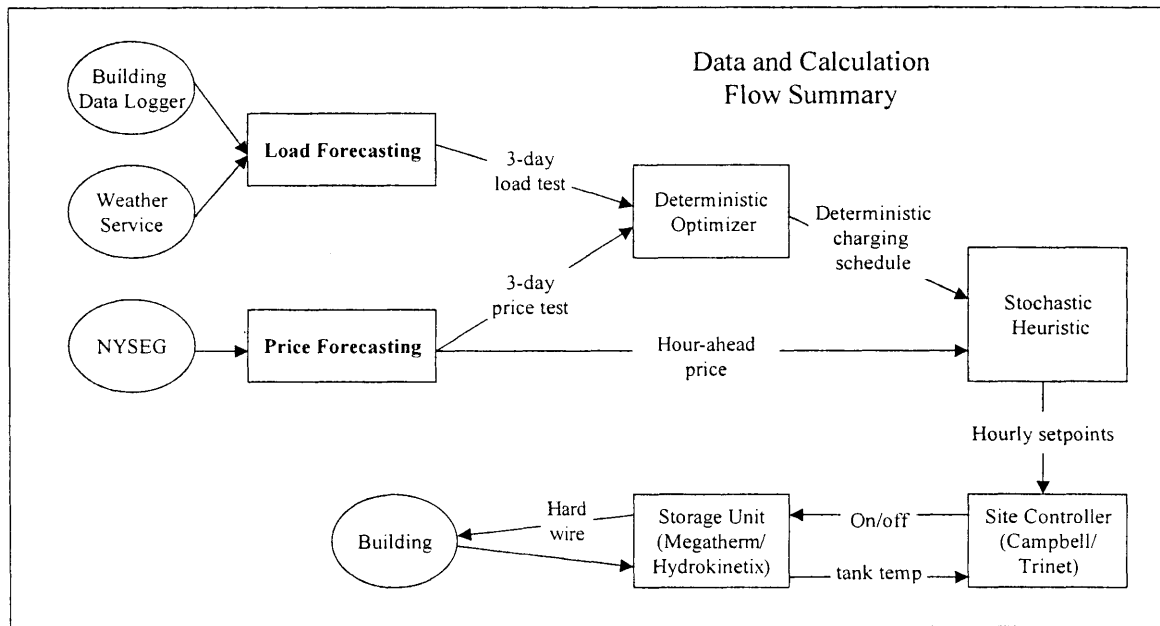 Data and Calculation
Flow Summary
Building
Data Logger
Weather
Service
NYSEG
Load Forecasting
Price Forecasting
3-day
load test
3-day
price test
Deterministic
Optimizer
Deterministic
charging
schedule
Hour-ahead
price
Stochastic
Heuristic
Hourly setpoints
Building
Hard
wire
Storage Unit
(Megatherm/
Hydrokinetix)
On/off
tank temp
Site Controller
(Campbell/
Trinet)